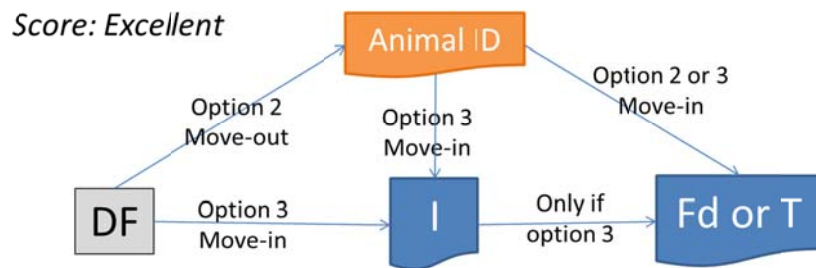 Score: Excellent
Animal ID
Option 2
Move-out
Option 3
Move-in
Option 2 or 3
Move-in
DF
Option 3
Move-in
I
Only if
option 3
Fd or T